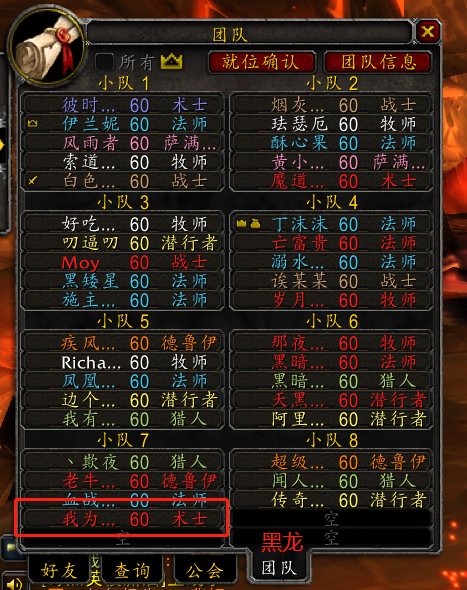 团队
所有 就位确认 团队信息
小队 1 小队 2
彼时... 60 术士 烟灰... 60 战士
伊兰妮 60 法师 珐瑟厄 60 牧师
风雨者 60 萨满... 酥心果 60 法师
索道... 60 牧师 黄小... 60 萨满...
白色... 60 战士 魔道... 60 术士
小队 3 小队 4
好吃... 60 牧师 丁沫沫 60 法师
叨逼叨 60 潜行者 亡富贵 60 法师
Moy 60 战士 溺水... 60 法师
黑矮星 60 法师 诶某某 60 战士
施主... 60 法师 岁月... 60 牧师
小队 5 小队 6
疾风... 60 德鲁伊 那夜... 60 牧师
Richa... 60 牧师 黑暗... 60 法师
凤凰... 60 法师 黑暗... 60 猎人
边个... 60 潜行者 天黑... 60 潜行者
我有... 60 猎人 阿里... 60 潜行者
小队 7 小队 8
丶欺夜 60 猎人 超级... 60 德鲁伊
老牛... 60 德鲁伊 闻人... 60 猎人
血战... 60 法师 传奇... 60 潜行者
我为... 60 术士 空
空 黑龙 空
好友 查询 公会 团队